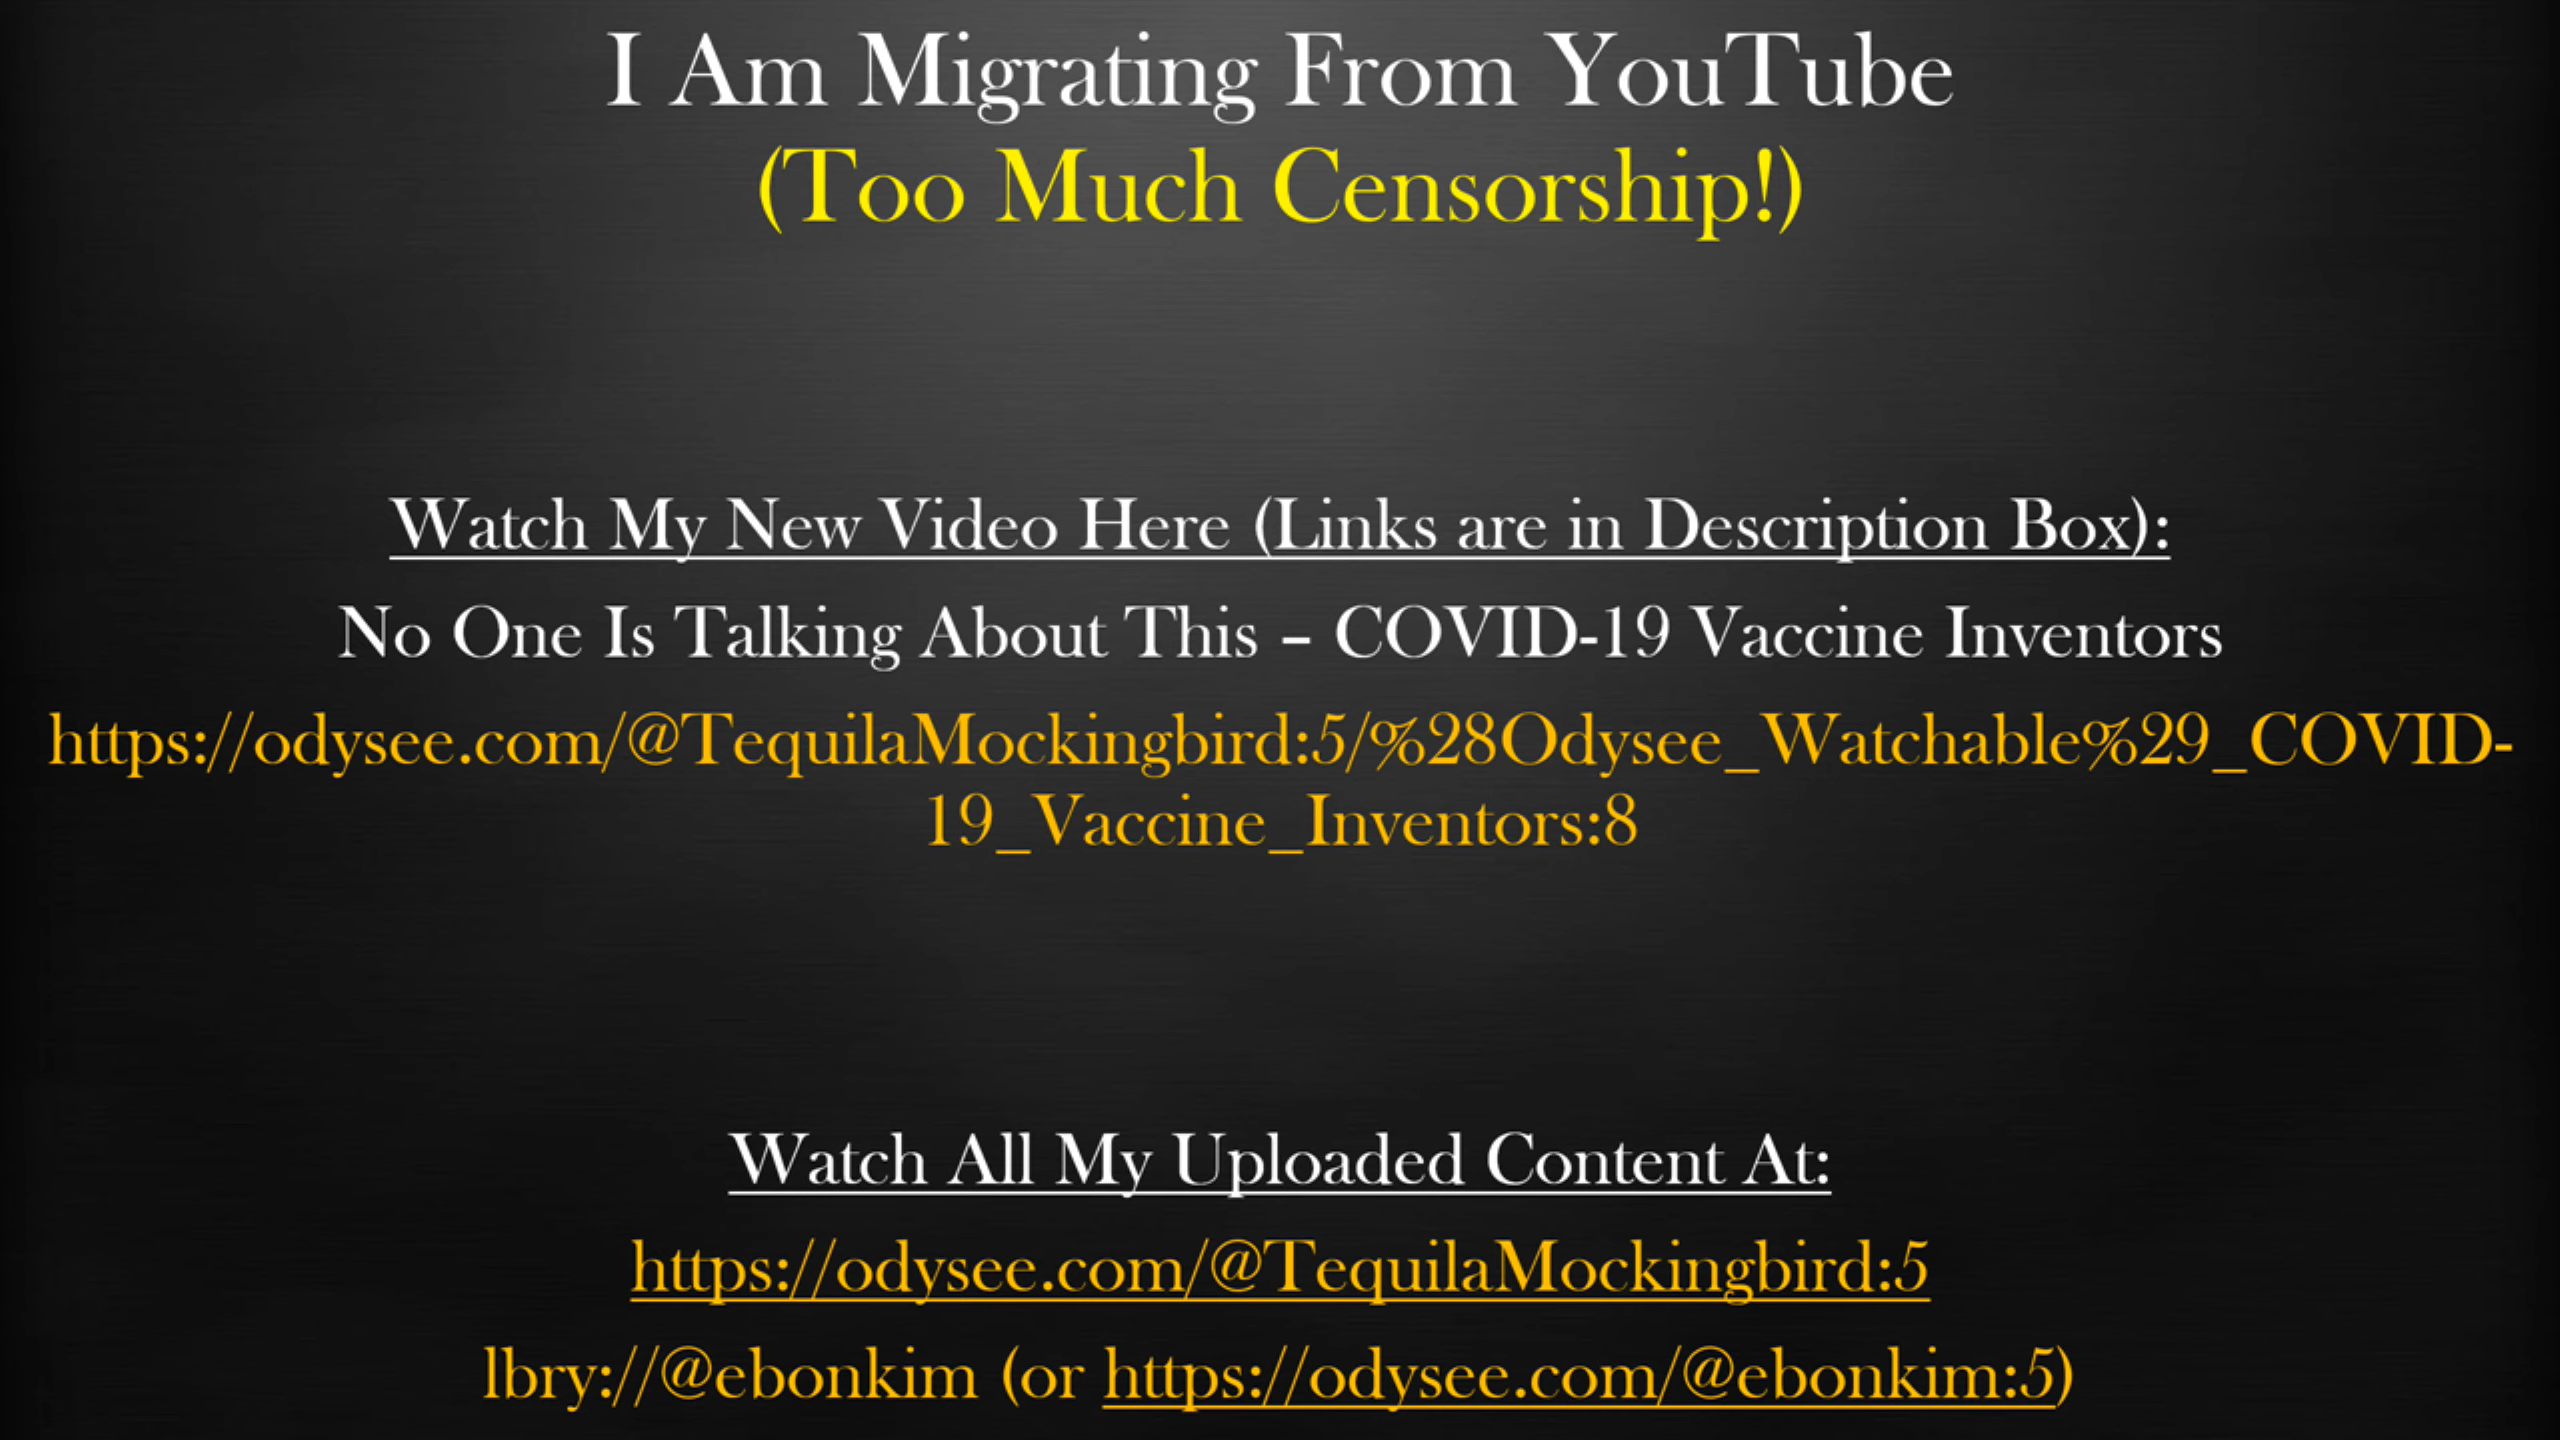 I Am Migrating From YouTube
(Too Much Censorship!)
Watch My New Video Here (Links are in Description Box):
No One Is Talking About This – COVID-19 Vaccine Inventors
https://odysee.com/@TequilaMockingbird:5/%28Odysee_Watchable%29_COVID-
19_Vaccine_Inventors:8
Watch All My Uploaded Content At:
https://odysee.com/@TequilaMockingbird:5
lbry://@ebonkim (or https://odysee.com/@ebonkim:5)